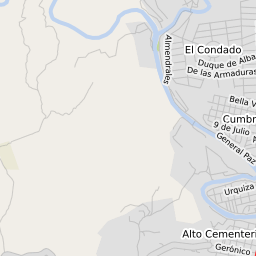 Almendrales
El Condado
Duque de Alba
De las Armaduras
Bella V
Cumbr
9 de Julio
General Paz
Urquiza
Alto Cementeri
Gerónico